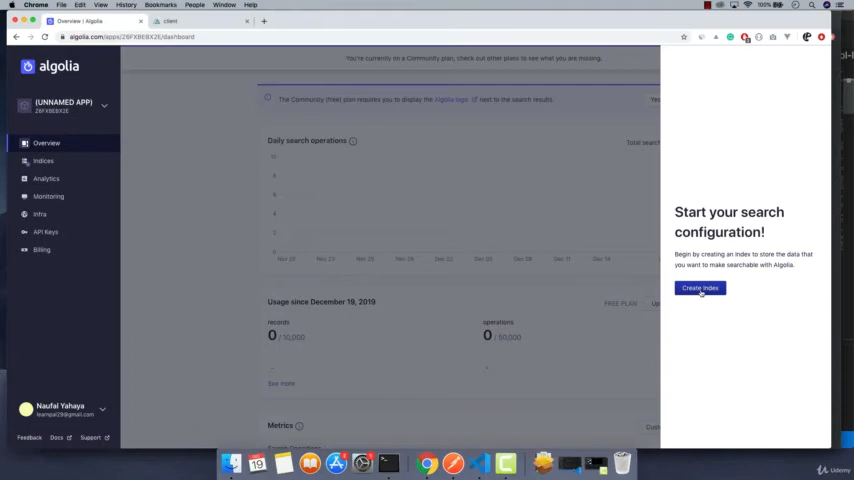 Chrome File Edit View History Bookmarks People Window Help
100%
Overview | Algolia
client
algolia.com/apps/Z6FXBEBX2E/dashboard
algolia
You're currently on a Community plan, check out other plans to see what you are missing.
(UNNAMED APP)
Z6FXBEBX2E
The Community (free) plan requires you to display the Algolia logo next to the search results.
Yes
Overview
Indices
Analytics
Monitoring
Infra
API Keys
Billing
Daily search operations
Total search
10
8
6
4
2
0
Nov 20 Nov 23 Nov 26 Nov 29 Dec 02 Dec 05 Dec 08 Dec 11 Dec 14
Start your search
configuration!
Begin by creating an Index to store the data that
you want to make searchable with Algolia.
Create Index
Usage since December 19, 2019
FREE PLAN
records
0 / 10,000
operations
0 / 50,000
See more
Metrics
Search Operations
Naufal Yahaya
learnpal29@gmail.com
Feedback Docs Support
19
Udemy